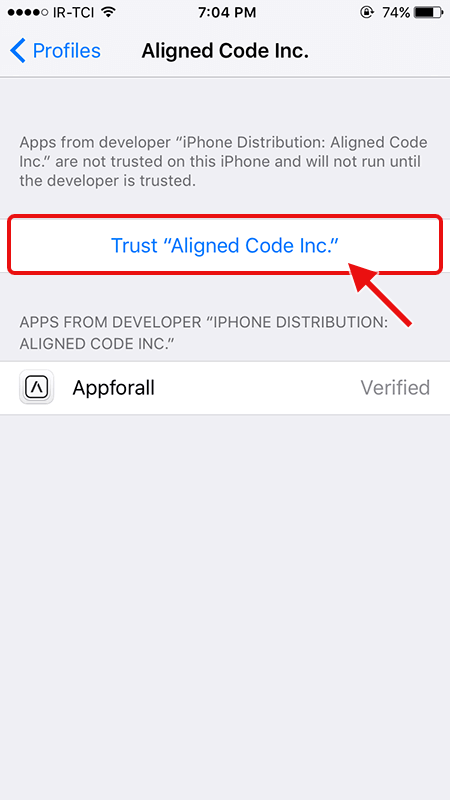 IR-TCI 7:04 PM 74%
Profiles Aligned Code Inc.
Apps from developer “iPhone Distribution: Aligned Code
Inc.” are not trusted on this iPhone and will not run until
the developer is trusted.
Trust “Aligned Code Inc.”
APPS FROM DEVELOPER “IPHONE DISTRIBUTION:
ALIGNED CODE INC.”
Appforall Verified